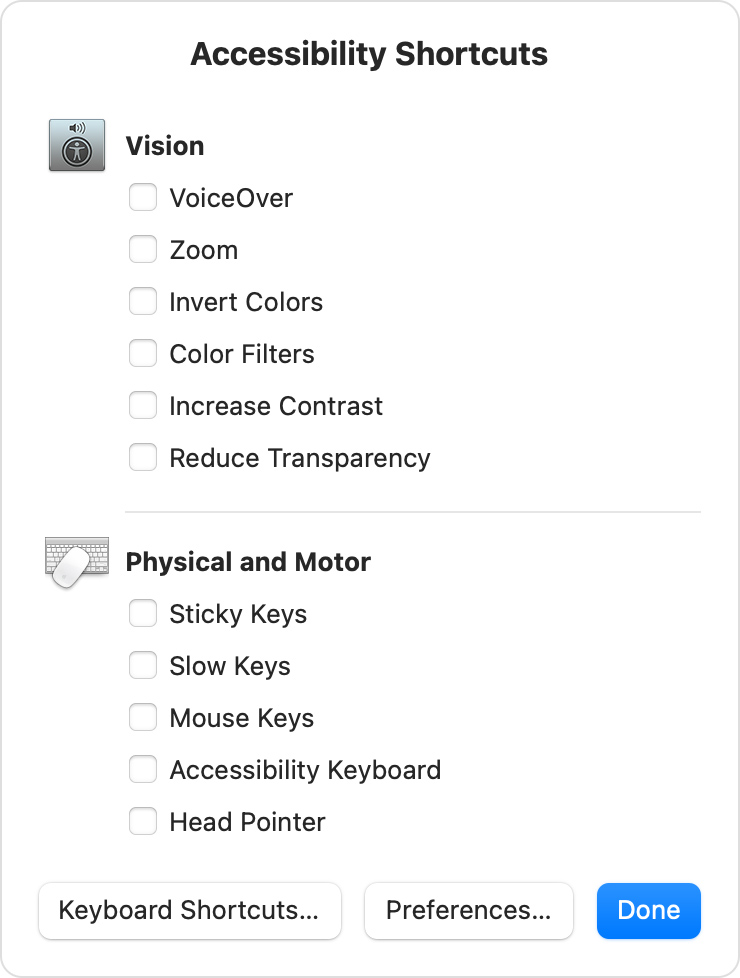 Accessibility Shortcuts
Vision
VoiceOver
Zoom
Invert Colors
Color Filters
Increase Contrast
Reduce Transparency
Physical and Motor
Sticky Keys
Slow Keys
Mouse Keys
Accessibility Keyboard
Head Pointer
Keyboard Shortcuts...
Preferences...
Done